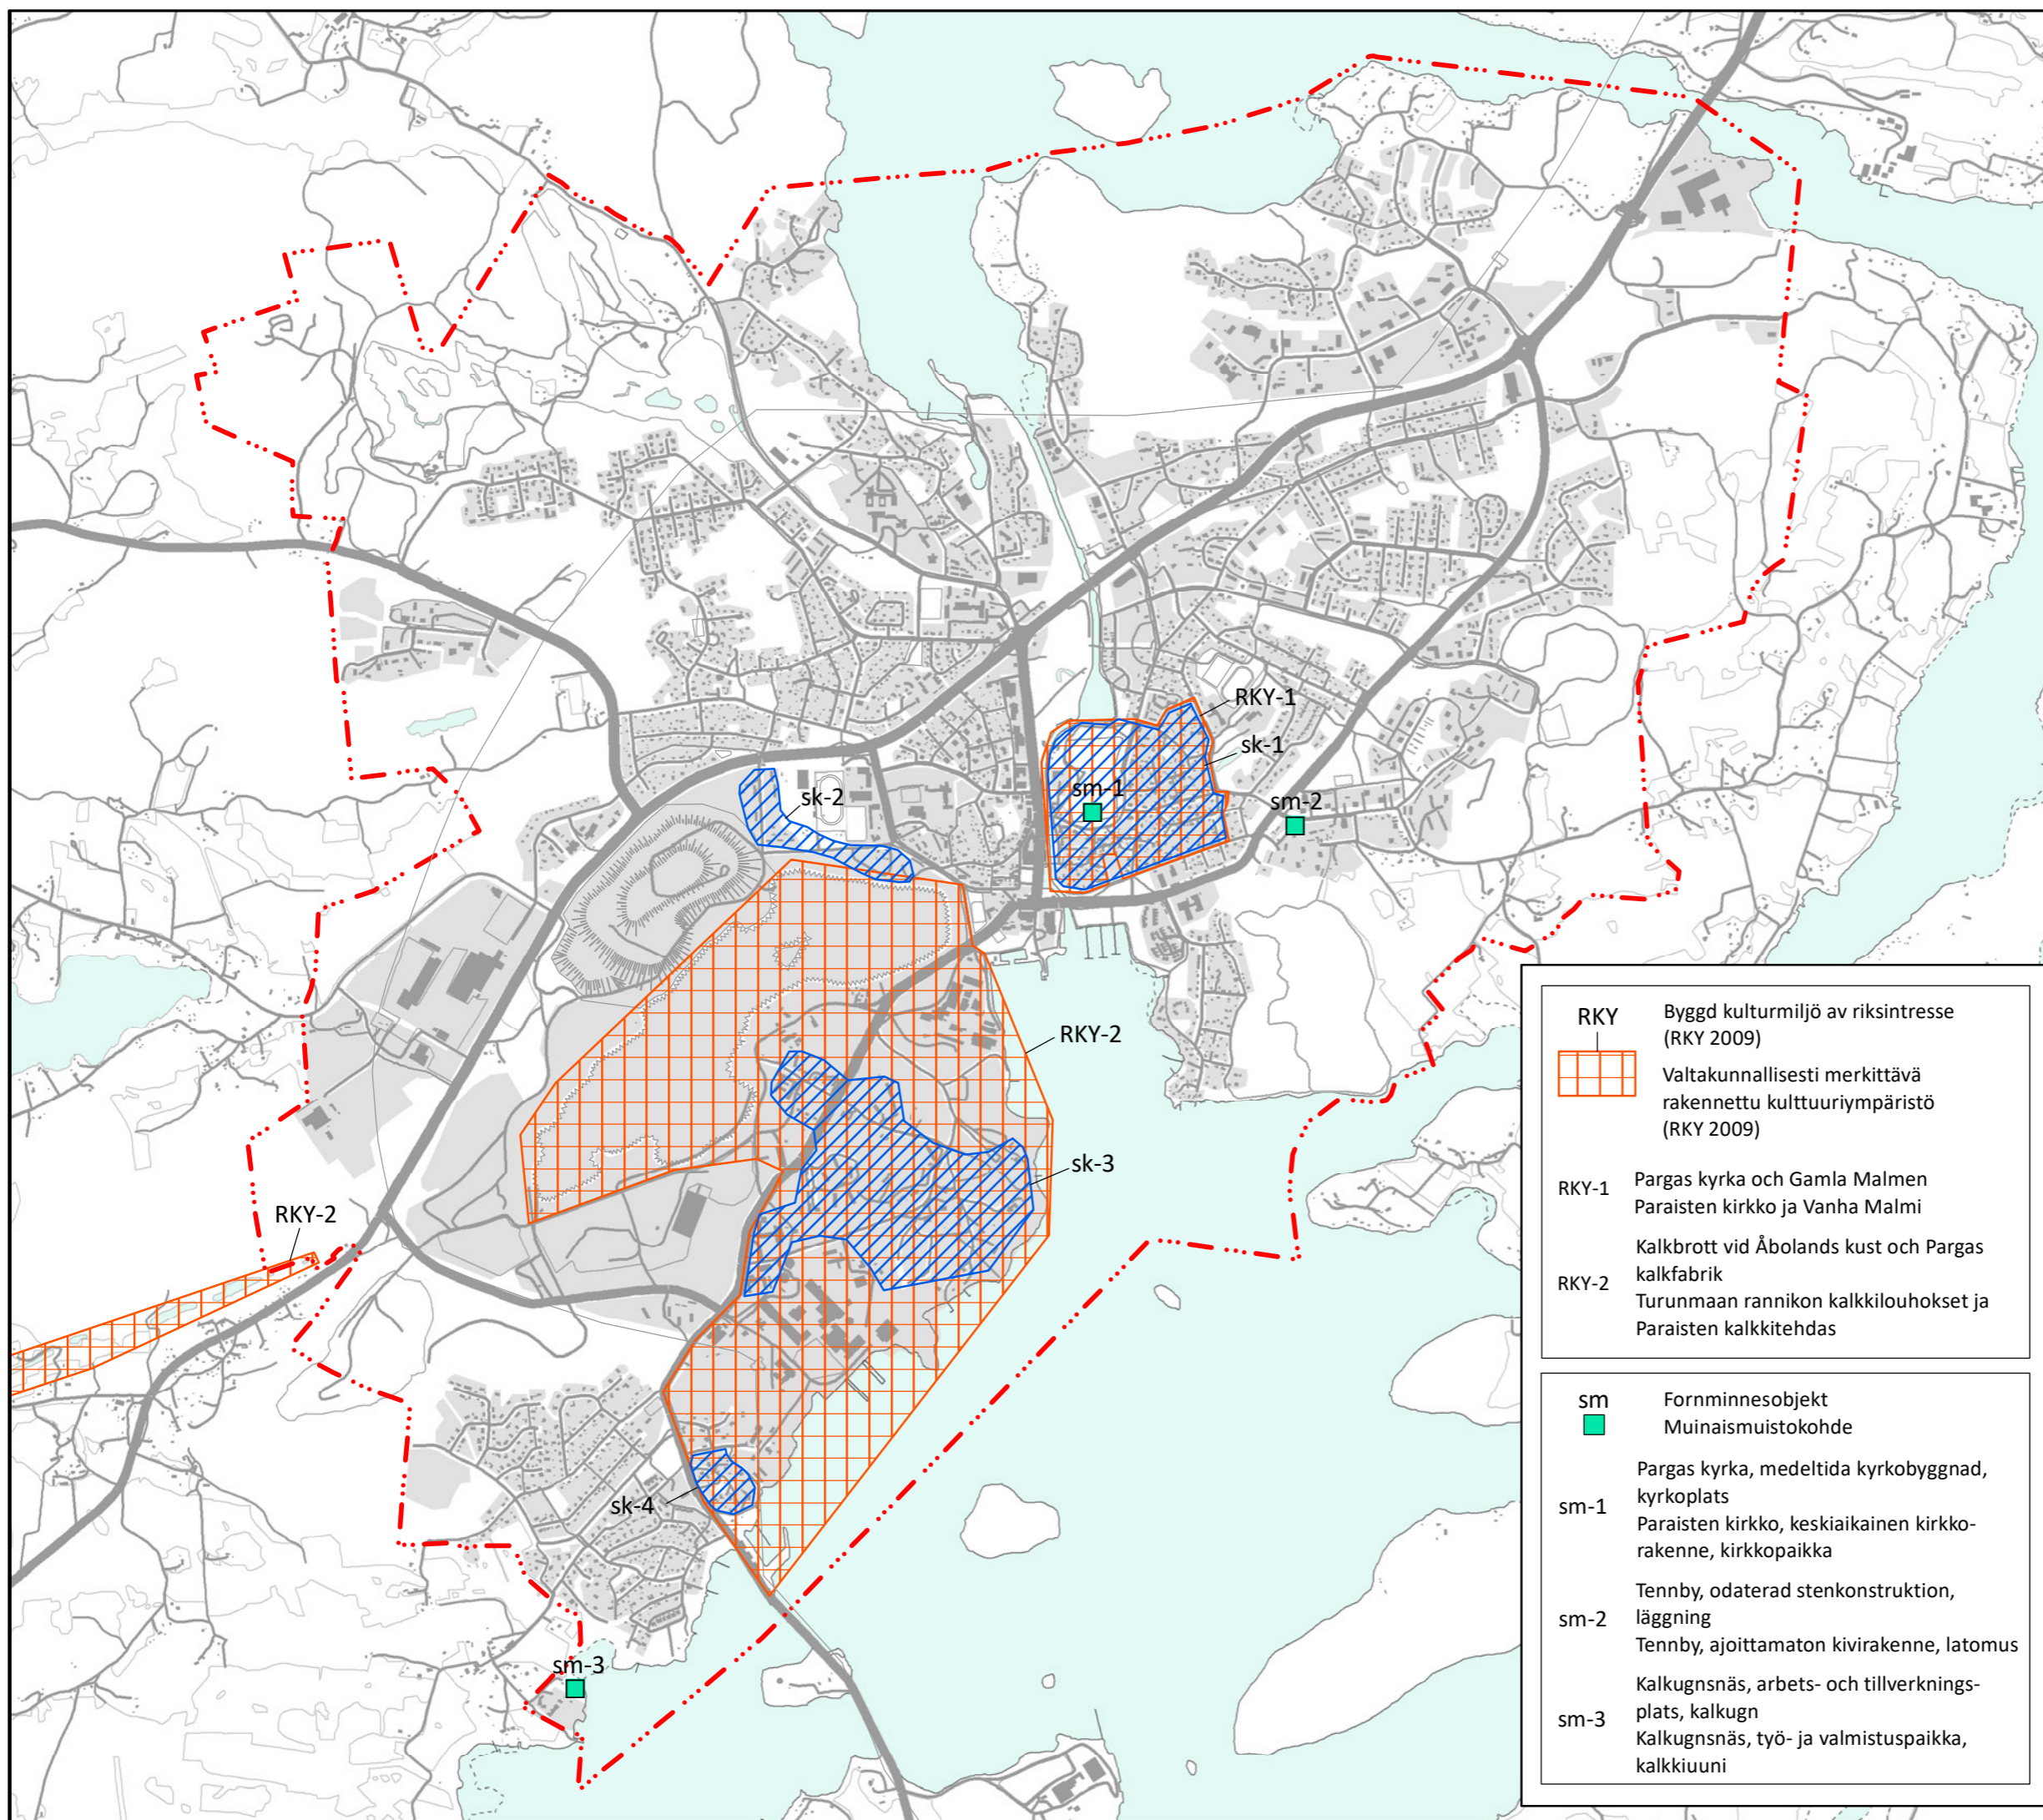 RKY-1
sk-1
sk-2
sm-1
sm-2
RKY-2
sk-3
RKY-2
sk-4
sm-3
RKY
Byggd kulturmiljö av riksintresse
(RKY 2009)
Valtakunnallisesti merkittävä
rakennettu kulttuuriympäristö
(RKY 2009)
RKY-1
Pargas kyrka och Gamla Malmen
Paraisten kirkko ja Vanha Malmi
RKY-2
Kalkbrott vid Åbolands kust och Pargas
kalkfabrik
Turunmaan rannikon kalkkilouhokset ja
Paraisten kalkkitehdas
sm
Fornminnesobjekt
Muinaismuistokohde
sm-1
Pargas kyrka, medeltida kyrkobyggnad,
kyrkoplats
Paraisten kirkko, keskiaikainen kirkko-
rakenne, kirkkopaikka
sm-2
Tennby, odaterad stenkonstruktion,
läggning
Tennby, ajoittamaton kivirakenne, latomus
sm-3
Kalkugnsnäs, arbets- och tillverknings-
plats, kalkugn
Kalkugnsnäs, työ- ja valmistuspaikka,
kalkkiuuni